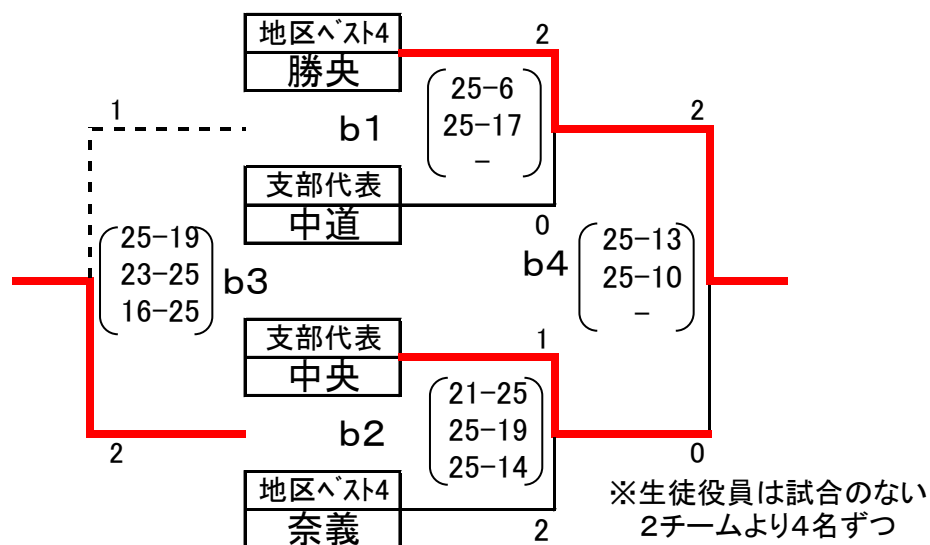 地区ベスト4
勝央
2
25-6
25-17
-
b1
1
2
支部代表
中道
0
25-19
23-25
16-25
b3
b4
25-13
25-10
-
支部代表
中央
1
21-25
25-19
25-14
b2
2
0
地区ベスト4
奈義
2
※生徒役員は試合のない
2チームより4名ずつ